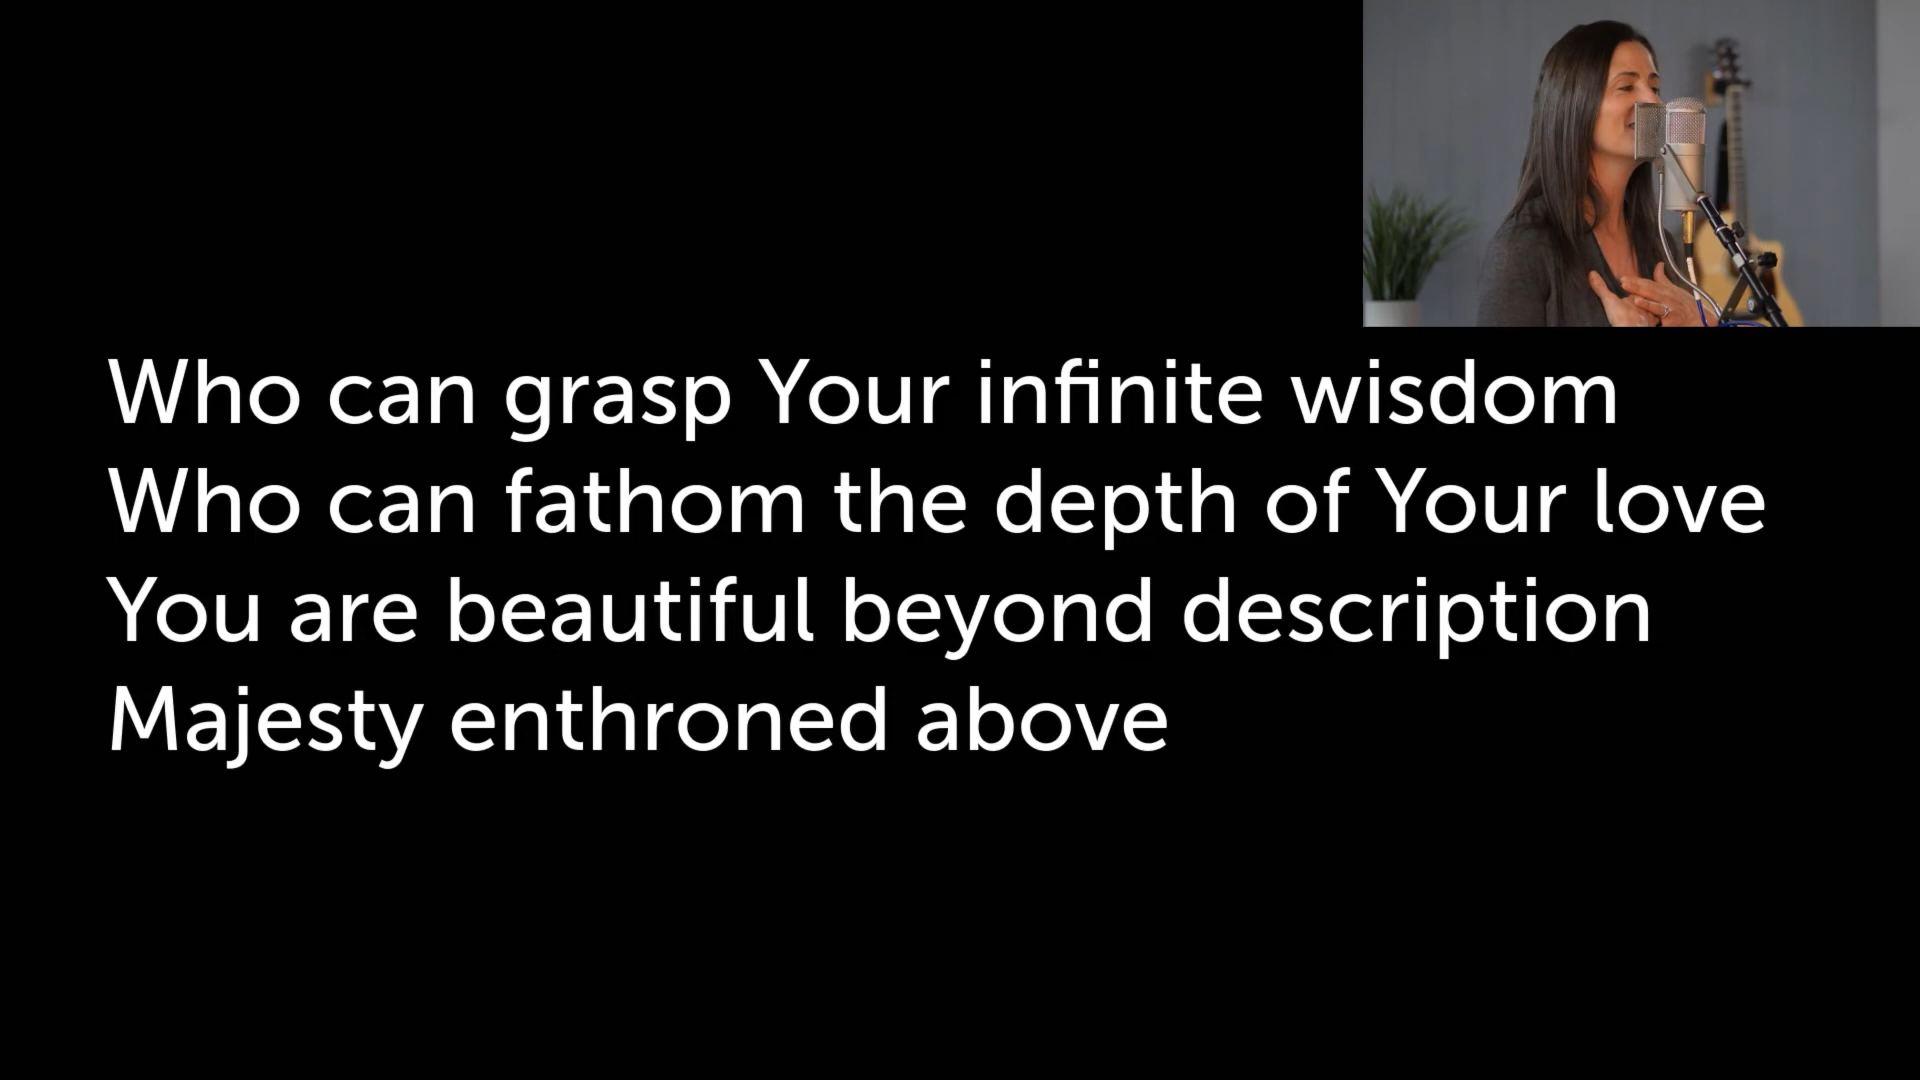 Who can grasp Your infinite wisdom
Who can fathom the depth of Your love
You are beautiful beyond description
Majesty enthroned above